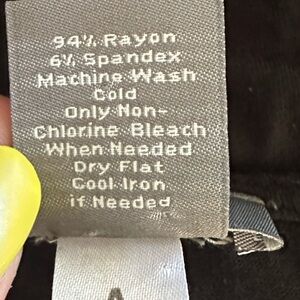 94% Rayon
6% Spandex
Machine Wash
Cold
Only Non-
Chlorine Bleach
When Needed
Dry Flat
Cool Iron
if Needed